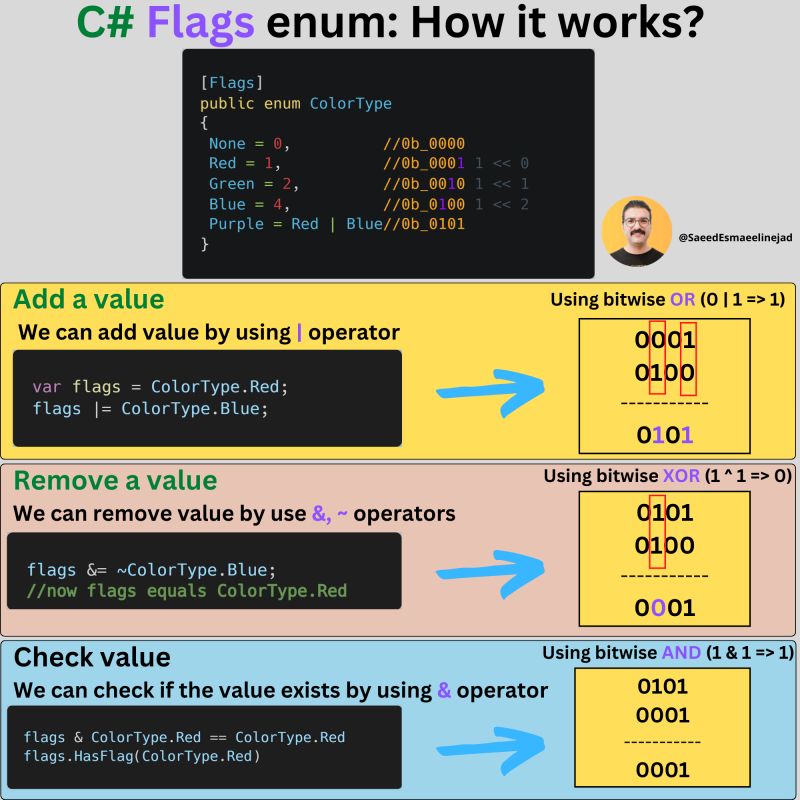 C# Flags enum: How it works?
[Flags]
public enum ColorType
{
None = 0, //0b_0000
Red = 1, //0b_0001 1 << 0
Green = 2, //0b_0010 1 << 1
Blue = 4, //0b_0100 1 << 2
Purple = Red | Blue//0b_0101
}
@SaeedEsmaeelinejad
Add a value
We can add value by using | operator
var flags = ColorType.Red;
flags |= ColorType.Blue;
Using bitwise OR (0 | 1 => 1)
0001
0100
-----------
0101
Remove a value
We can remove value by use &, ~ operators
flags &= ~ColorType.Blue;
//now flags equals ColorType.Red
Using bitwise XOR (1 ^ 1 => 0)
0101
0100
-----------
0001
Check value
We can check if the value exists by using & operator
flags & ColorType.Red == ColorType.Red
flags.HasFlag(ColorType.Red)
Using bitwise AND (1 & 1 => 1)
0101
0001
-----------
0001